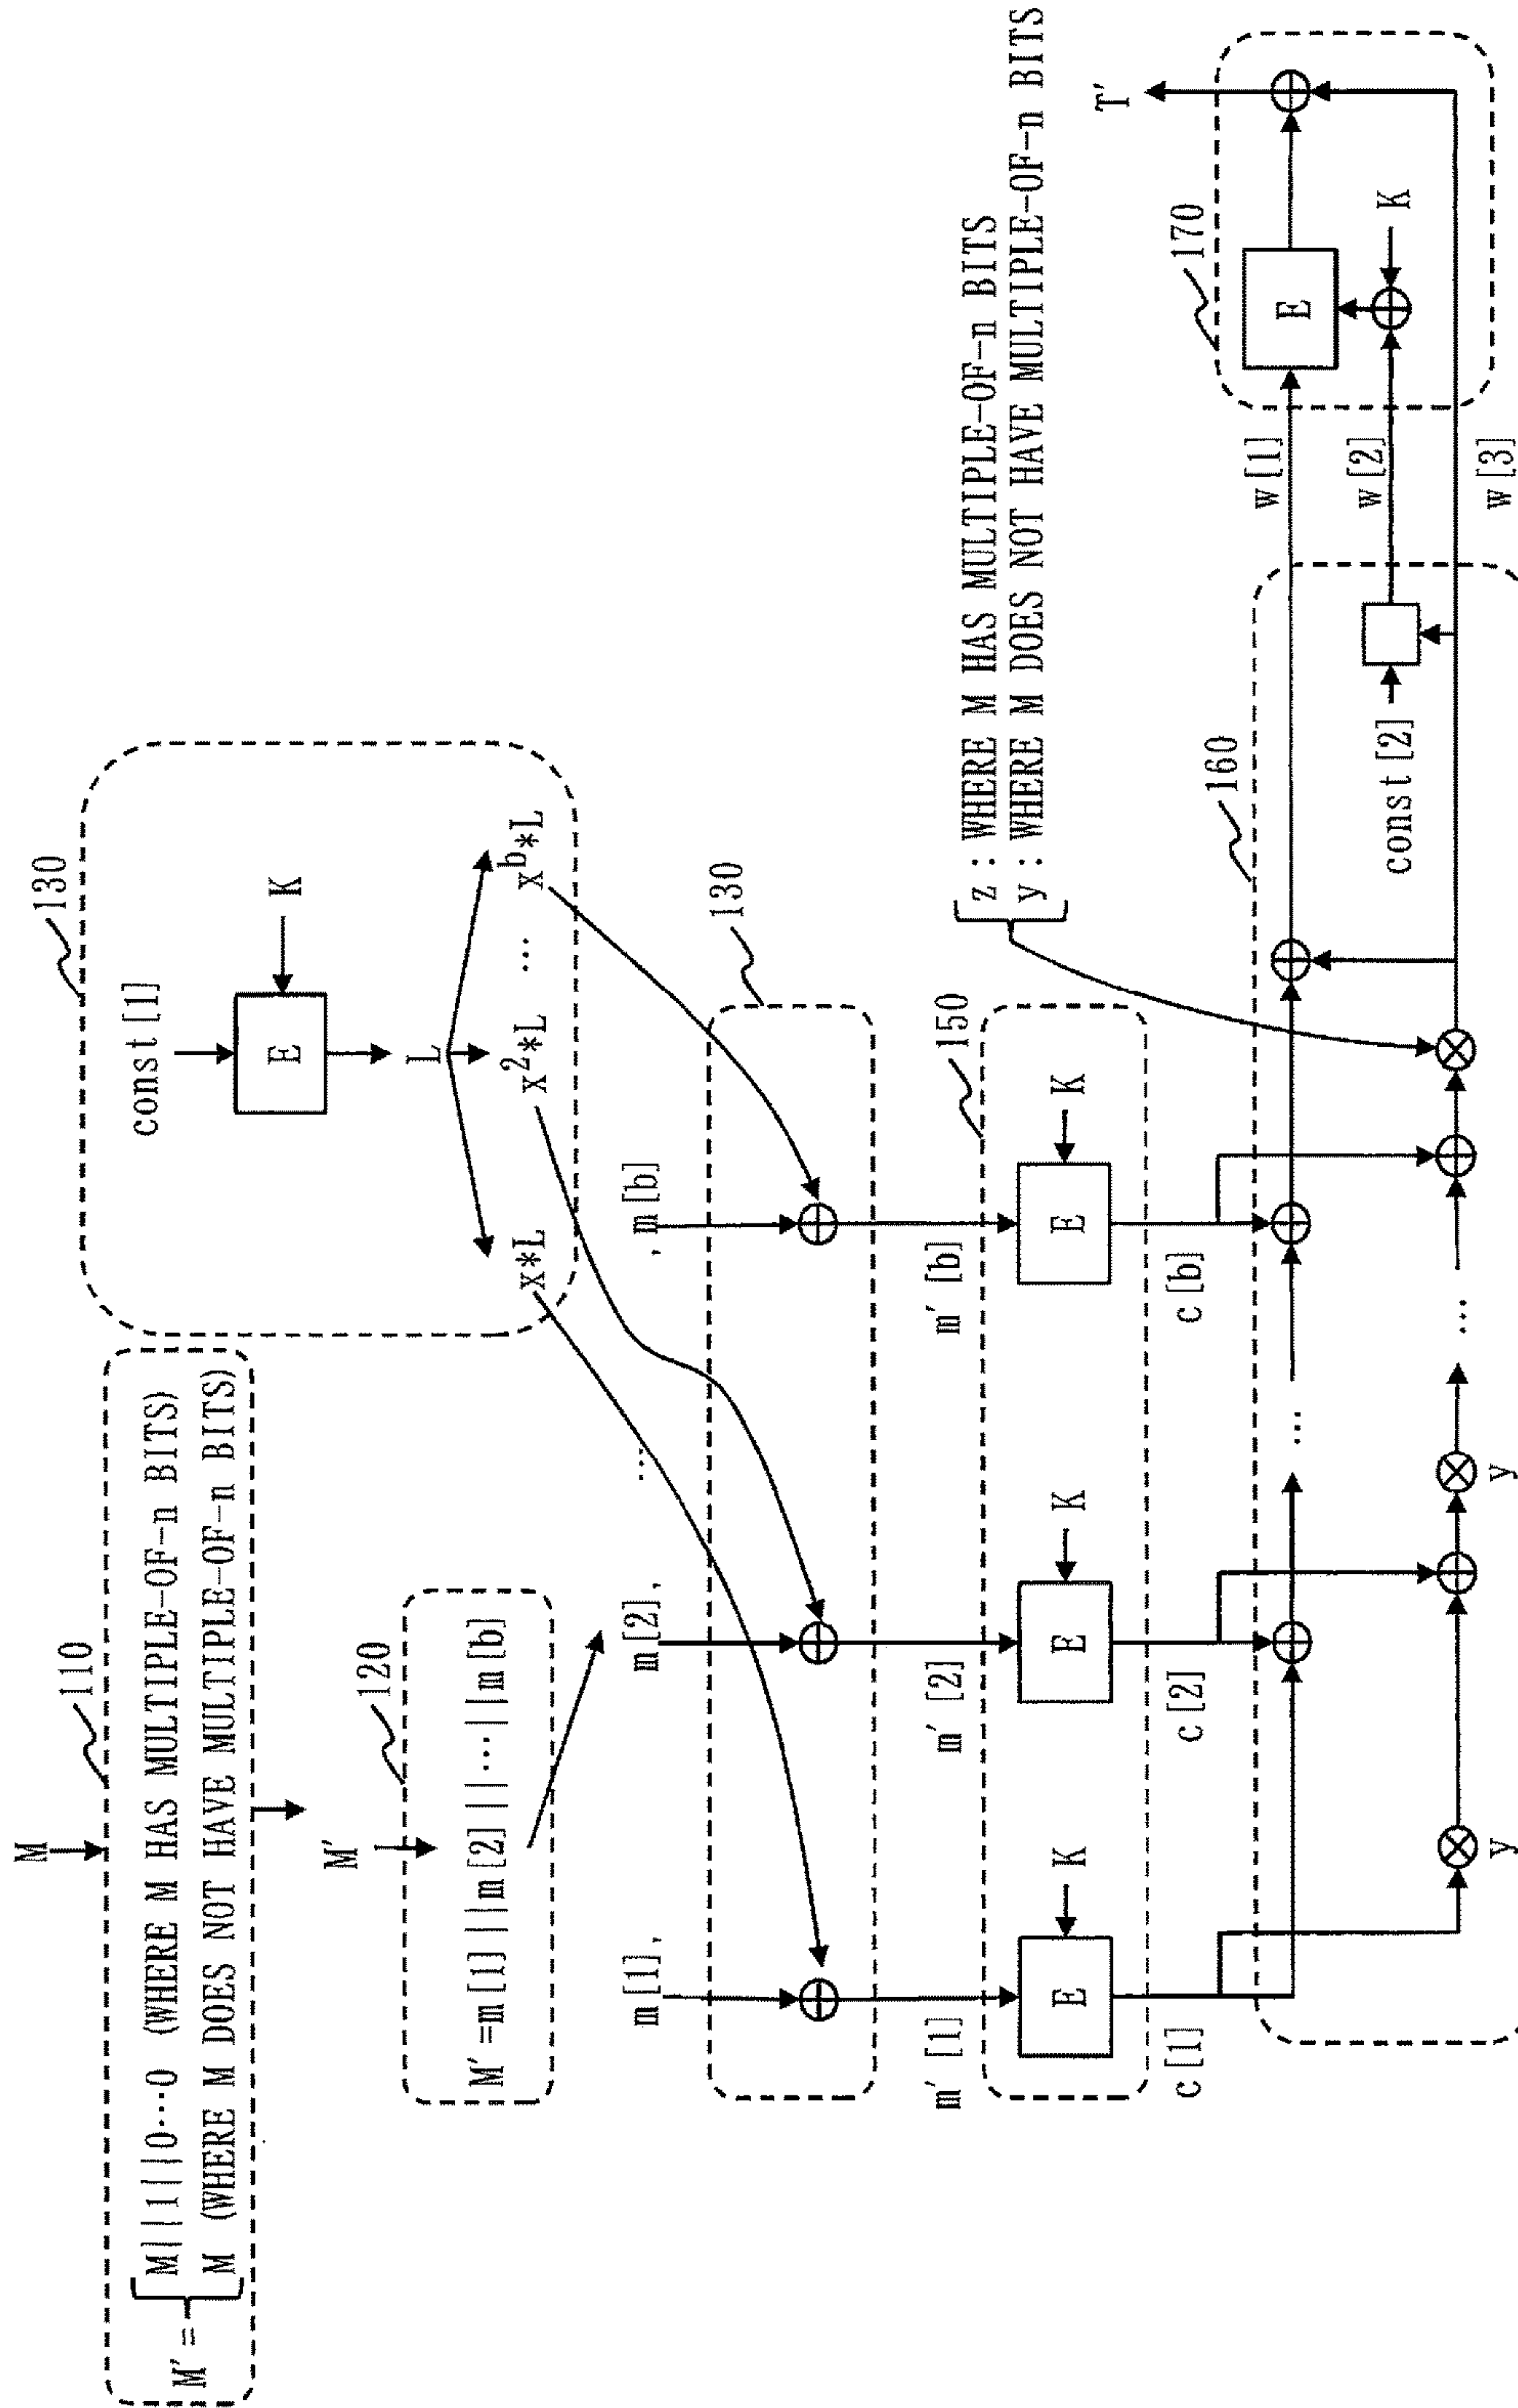 M
110
M'=
M||1||0···0 (WHERE M HAS MULTIPLE-OF-n BITS)
M (WHERE M DOES NOT HAVE MULTIPLE-OF-n BITS)
M'
120
M'=m[1]||m[2]||···||m[b]
130
const[1]
E
K
L
x*L
x^2*L
···
x^b*L
m[1],
m[2],
···
,m[b]
130
m'[1]
m'[2]
m'[b]
150
E
K
E
K
E
K
c[1]
c[2]
c[b]
z : WHERE M HAS MULTIPLE-OF-n BITS
y : WHERE M DOES NOT HAVE MULTIPLE-OF-n BITS
160
···
y
y
···
const[2]
w[1]
w[2]
w[3]
170
E
K
T'